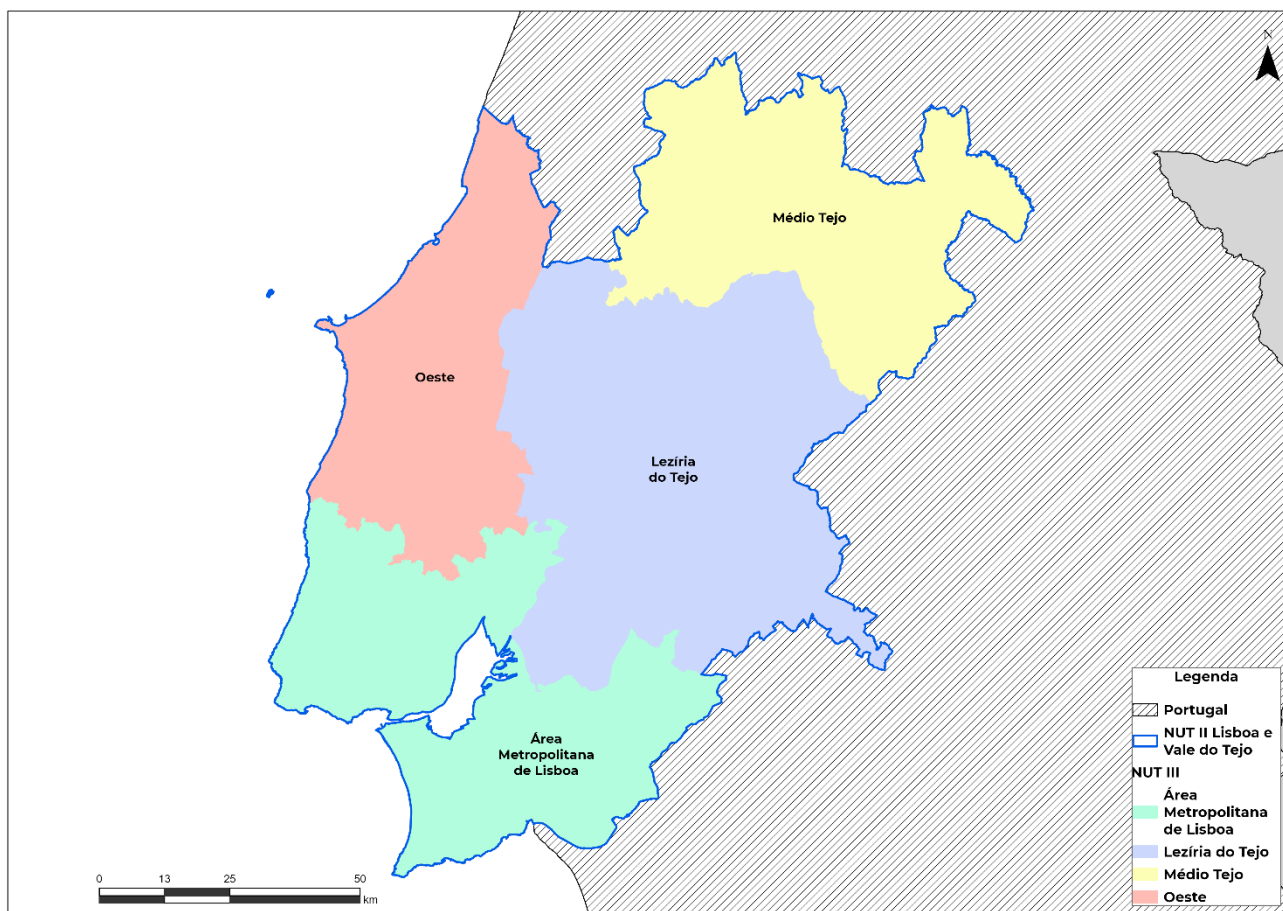 N
Médio Tejo
Oeste
Lezíria
do Tejo
Área
Metropolitana
de Lisboa
Legenda
Portugal
NUT II Lisboa e
Vale do Tejo
NUT III
Área
Metropolitana
de Lisboa
Lezíria do Tejo
Médio Tejo
Oeste
0 13 25 50
km